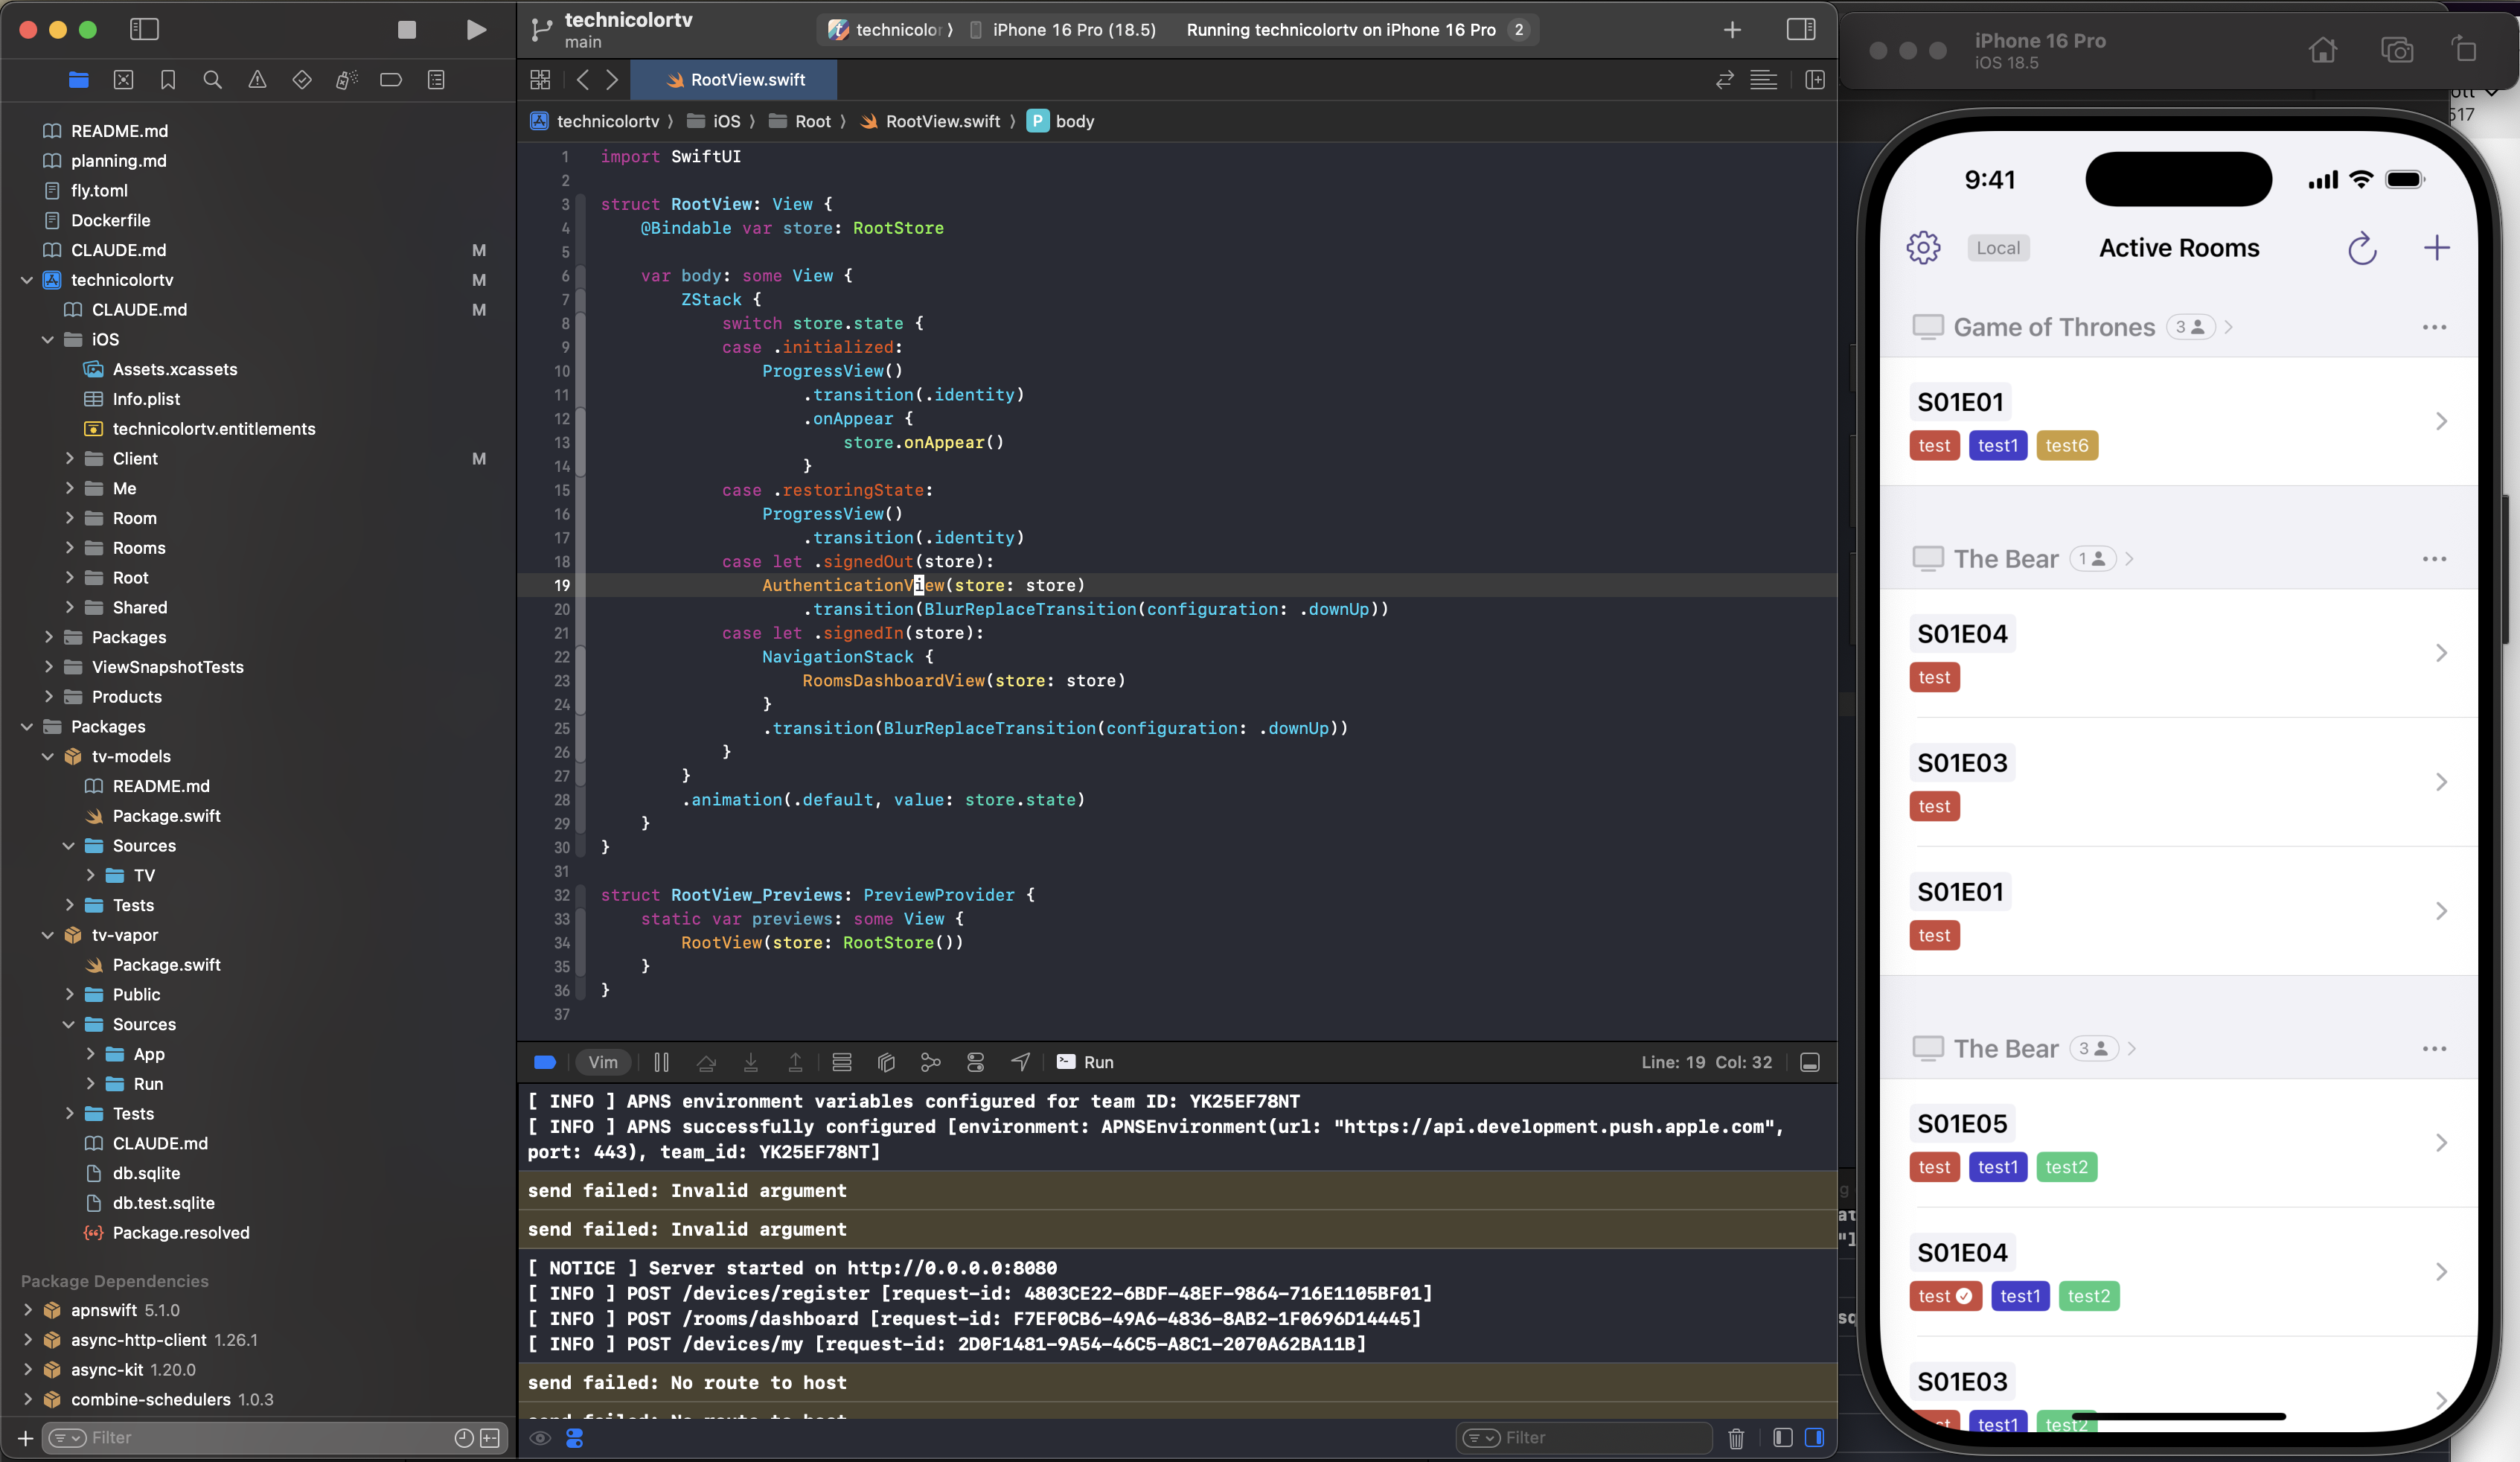 technicolortv
main
technicolor
iPhone 16 Pro (18.5)
Running technicolortv on iPhone 16 Pro
2
README.md
planning.md
fly.toml
Dockerfile
CLAUDE.md M
technicolortv M
CLAUDE.md M
iOS
Assets.xcassets
Info.plist
technicolortv.entitlements
Client M
Me
Room
Rooms
Root
Shared
Packages
ViewSnapshotTests
Products
Packages
tv-models
README.md
Package.swift
Sources
TV
Tests
tv-vapor
Package.swift
Public
Sources
App
Run
Tests
CLAUDE.md
db.sqlite
db.test.sqlite
Package.resolved
Package Dependencies
apnswift 5.1.0
async-http-client 1.26.1
async-kit 1.20.0
combine-schedulers 1.0.3
Filter
RootView.swift
technicolortv
iOS
Root
RootView.swift
P body
1 import SwiftUI
2
3 struct RootView: View {
4 @Bindable var store: RootStore
5
6 var body: some View {
7 ZStack {
8 switch store.state {
9 case .initialized:
10 ProgressView()
11 .transition(.identity)
12 .onAppear {
13 store.onAppear()
14 }
15 case .restoringState:
16 ProgressView()
17 .transition(.identity)
18 case let .signedOut(store):
19 AuthenticationView(store: store)
20 .transition(BlurReplaceTransition(configuration: .downUp))
21 case let .signedIn(store):
22 NavigationStack {
23 RoomsDashboardView(store: store)
24 }
25 .transition(BlurReplaceTransition(configuration: .downUp))
26 }
27 }
28 .animation(.default, value: store.state)
29 }
30 }
31
32 struct RootView_Previews: PreviewProvider {
33 static var previews: some View {
34 RootView(store: RootStore())
35 }
36 }
37
Vim
Run
Line: 19 Col: 32
[ INFO ] APNS environment variables configured for team ID: YK25EF78NT
[ INFO ] APNS successfully configured [environment: APNSEnvironment(url: "https://api.development.push.apple.com",
port: 443), team_id: YK25EF78NT]
send failed: Invalid argument
send failed: Invalid argument
[ NOTICE ] Server started on http://0.0.0.0:8080
[ INFO ] POST /devices/register [request-id: 4803CE22-6BDF-48EF-9864-716E1105BF01]
[ INFO ] POST /rooms/dashboard [request-id: F7EF0CB6-49A6-4836-8AB2-1F0696D14445]
[ INFO ] POST /devices/my [request-id: 2D0F1481-9A54-46C5-A8C1-2070A62BA11B]
send failed: No route to host
send failed: No route to host
Filter
iPhone 16 Pro
iOS 18.5
517
9:41
Local
Active Rooms
Game of Thrones 3
S01E01
test test1 test6
The Bear 1
S01E04
test
S01E03
test
S01E01
test
The Bear 3
S01E05
test test1 test2
S01E04
test test1 test2
S01E03
test1 test2